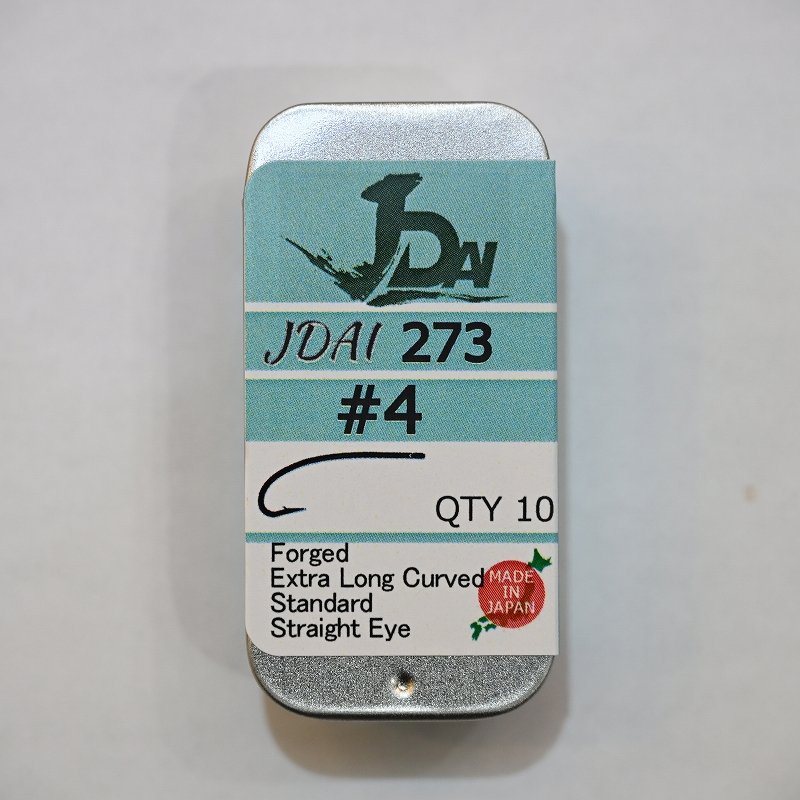 JDAI
JDAI 273
#4
QTY 10
Forged
Extra Long Curved
Standard
Straight Eye
MADE
IN
JAPAN